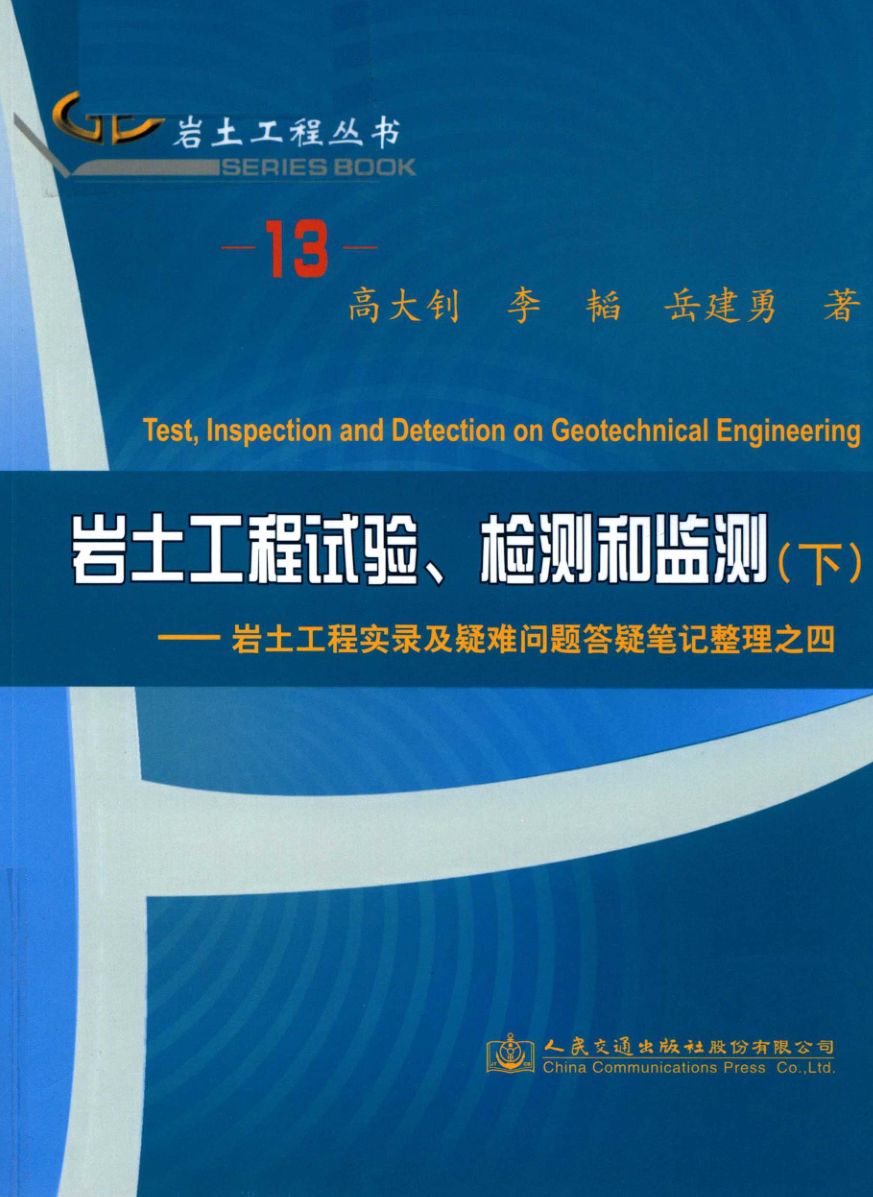 岩土工程丛书
SERIES BOOK
—13—
高大钊 李 韬 岳建勇 著
Test, Inspection and Detection on Geotechnical Engineering
岩土工程试验、检测和监测(下)
——岩土工程实录及疑难问题答疑笔记整理之四
人民交通出版社股份有限公司
China Communications Press Co.,Ltd.